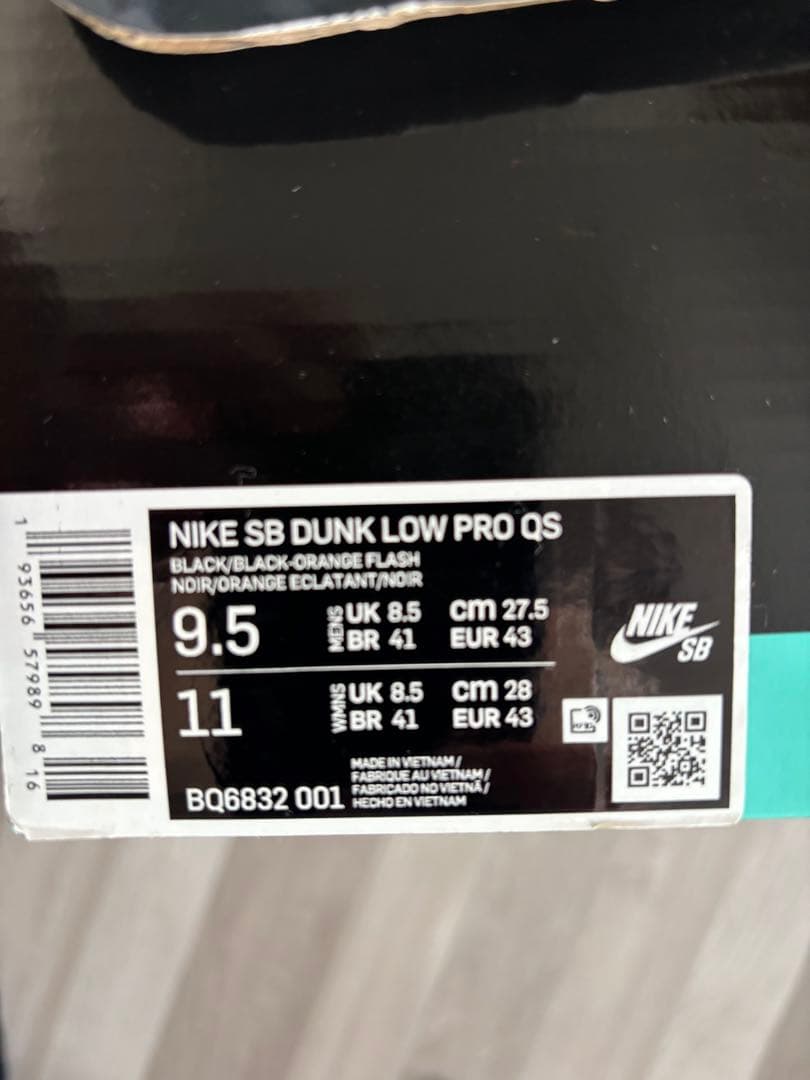 NIKE SB DUNK LOW PRO QS
BLACK/BLACK-ORANGE FLASH
NOIR/ORANGE ECLATANT/NOIR
9.5 MENS UK 8.5 cm 27.5
BR 41 EUR 43
11 WMNS UK 8.5 cm 28
BR 41 EUR 43
BQ6832 001
MADE IN VIETNAM /
FABRIQUE AU VIETNAM /
FABRICADO NO VIETNÃ /
HECHO EN VIETNAM
NIKE
SB
1 93656 57989 8 16